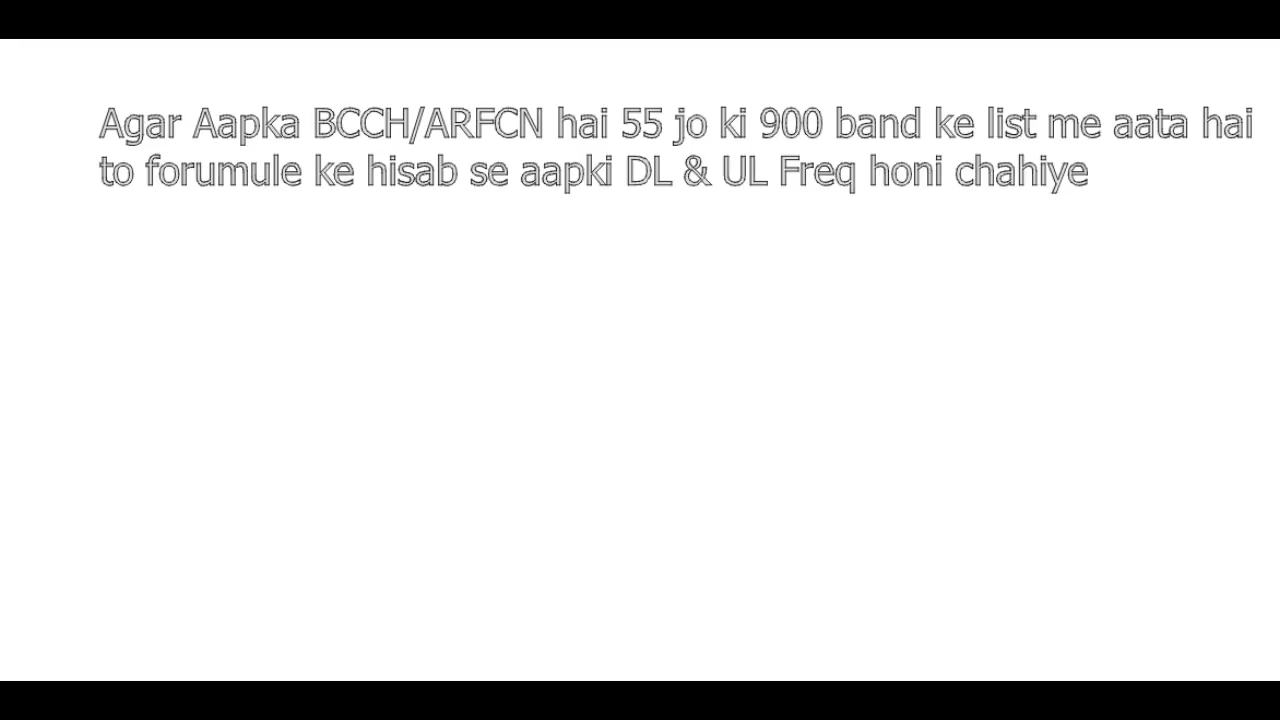 Agar Aapka BCCH/ARFCN hai 55 jo ki 900 band ke list me aata hai
to forumule ke hisab se aapki DL & UL Freq honi chahiye